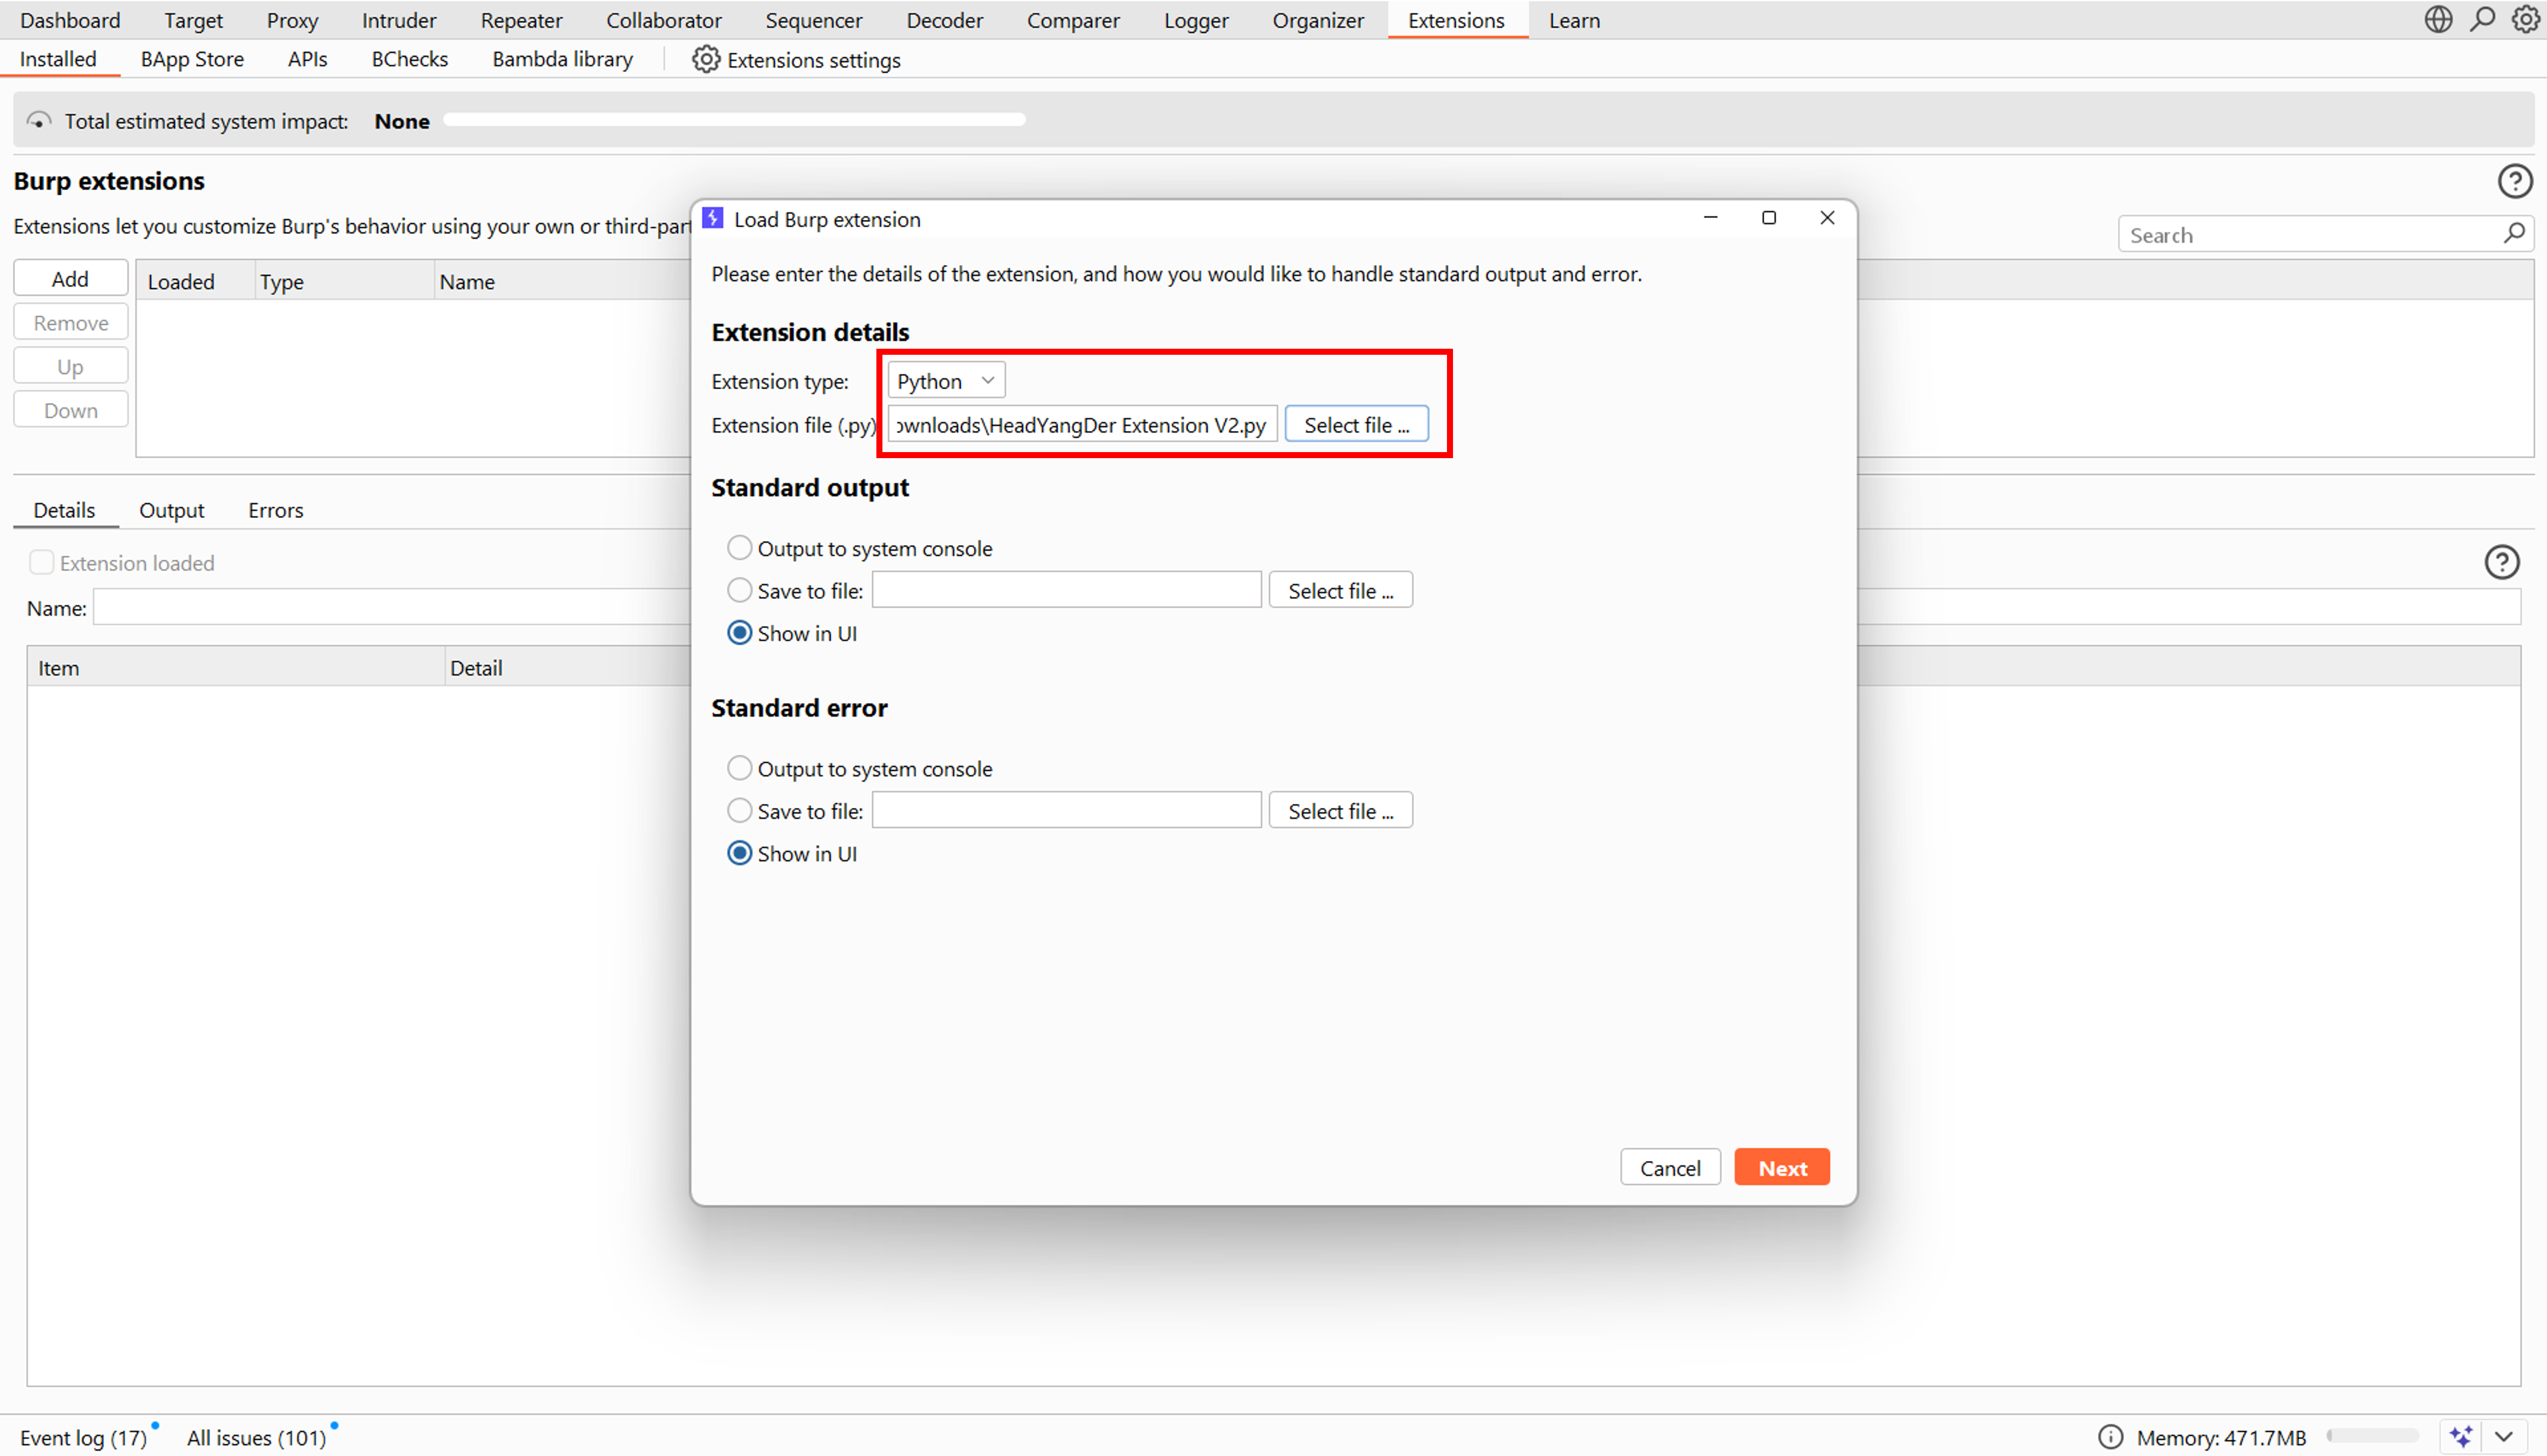 Dashboard Target Proxy Intruder Repeater Collaborator Sequencer Decoder Comparer Logger Organizer Extensions Learn
Installed BApp Store APIs BChecks Bambda library Extensions settings
Total estimated system impact: None
Burp extensions
Extensions let you customize Burp's behavior using your own or third-part
Search
Add
Remove
Up
Down
Loaded Type Name
Details Output Errors
Extension loaded
Name:
Item Detail
Load Burp extension
Please enter the details of the extension, and how you would like to handle standard output and error.
Extension details
Extension type: Python
Extension file (.py) ownloads\HeadYangDer Extension V2.py Select file ...
Standard output
Output to system console
Save to file: Select file ...
Show in UI
Standard error
Output to system console
Save to file: Select file ...
Show in UI
Cancel Next
Event log (17) All issues (101) Memory: 471.7MB